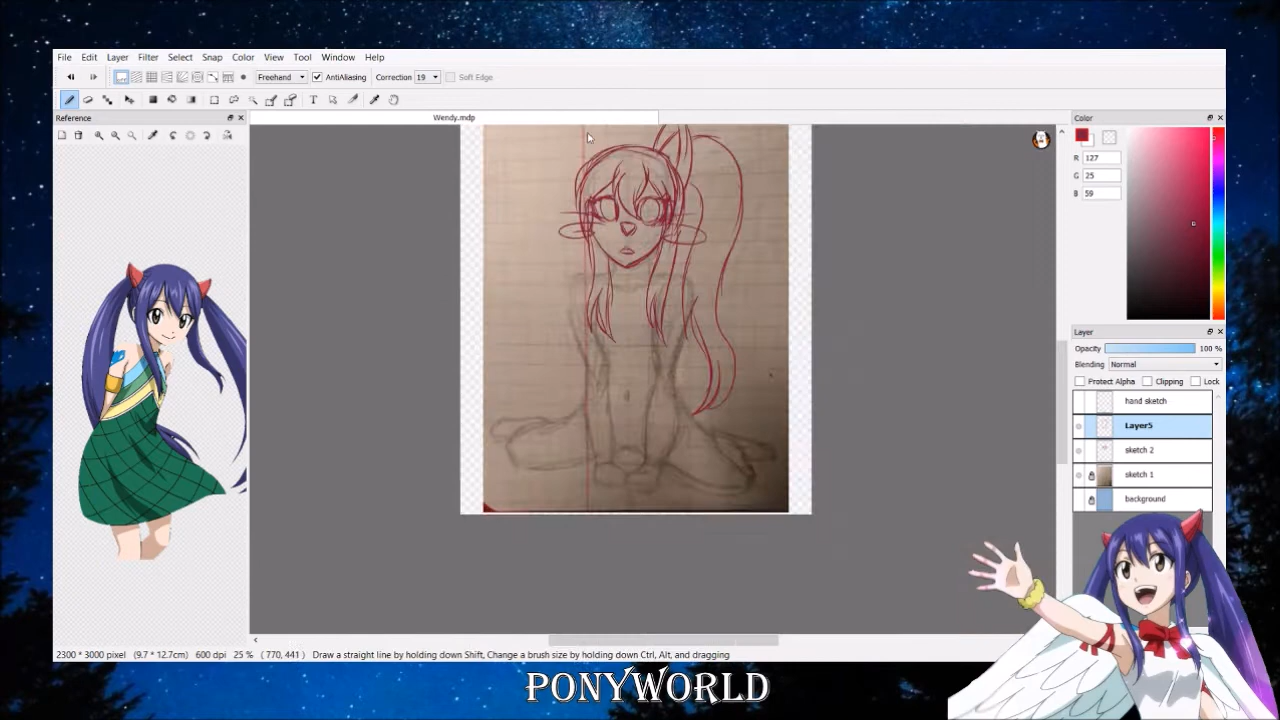 File Edit Layer Filter Select Snap Color View Tool Window Help
Freehand AntiAliasing Correction 19 Soft Edge
Reference
Wendy.mdp
Color
R 127
G 25
B 59
Layer
Opacity 100 %
Blending Normal
Protect Alpha Clipping Lock
hand sketch
Layer5
sketch 2
sketch 1
background
2300 * 3000 pixel (9.7 * 12.7cm) 600 dpi 25 % ( 770, 441 ) Draw a straight line by holding down Shift, Change a brush size by holding down Ctrl, Alt, and dragging
PONYWORLD